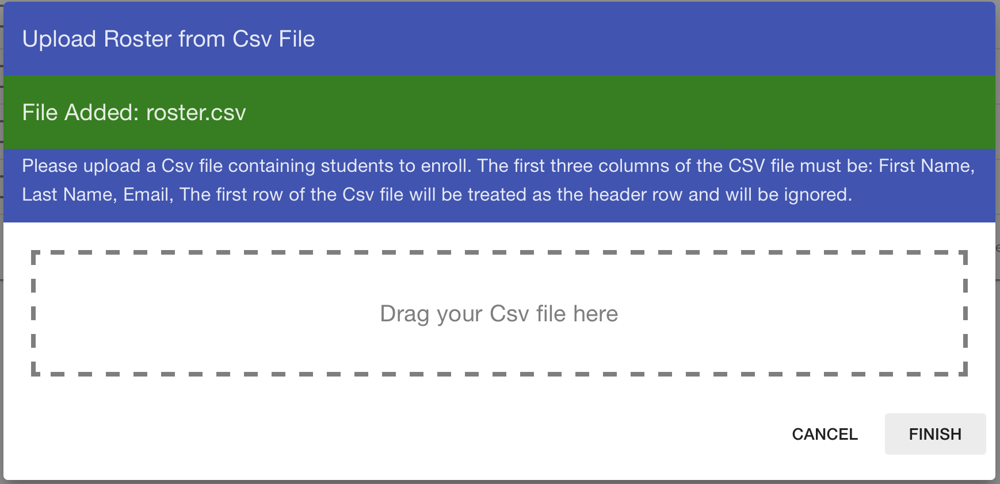 Upload Roster from Csv File
File Added: roster.csv
Please upload a Csv file containing students to enroll. The first three columns of the CSV file must be: First Name,
Last Name, Email, The first row of the Csv file will be treated as the header row and will be ignored.
Drag your Csv file here
CANCEL
FINISH